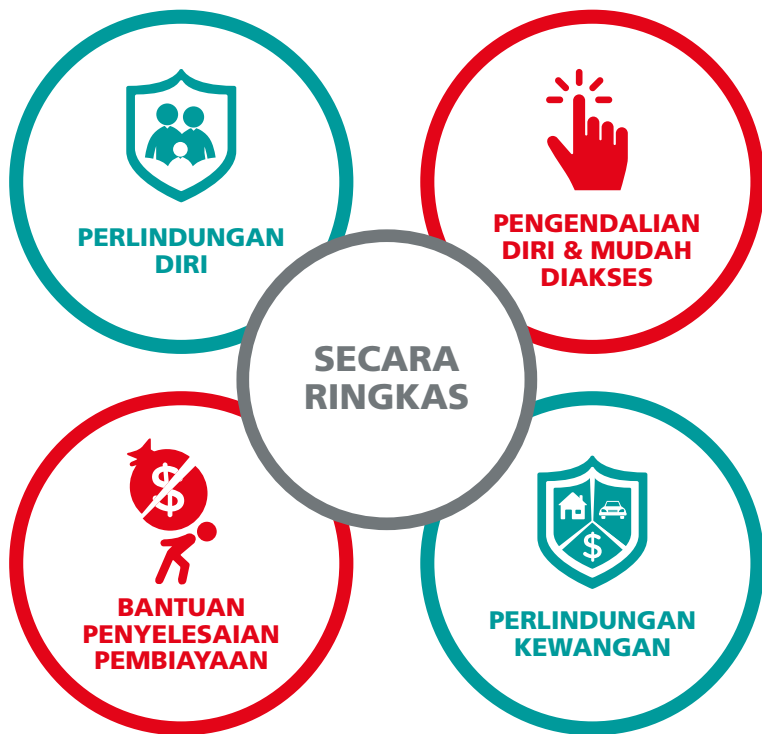 PERLINDUNGAN
DIRI
PENGENDALIAN
DIRI & MUDAH
DIAKSES
SECARA
RINGKAS
$
BANTUAN
PENYELESAIAN
PEMBIAYAAN
$
PERLINDUNGAN
KEWANGAN